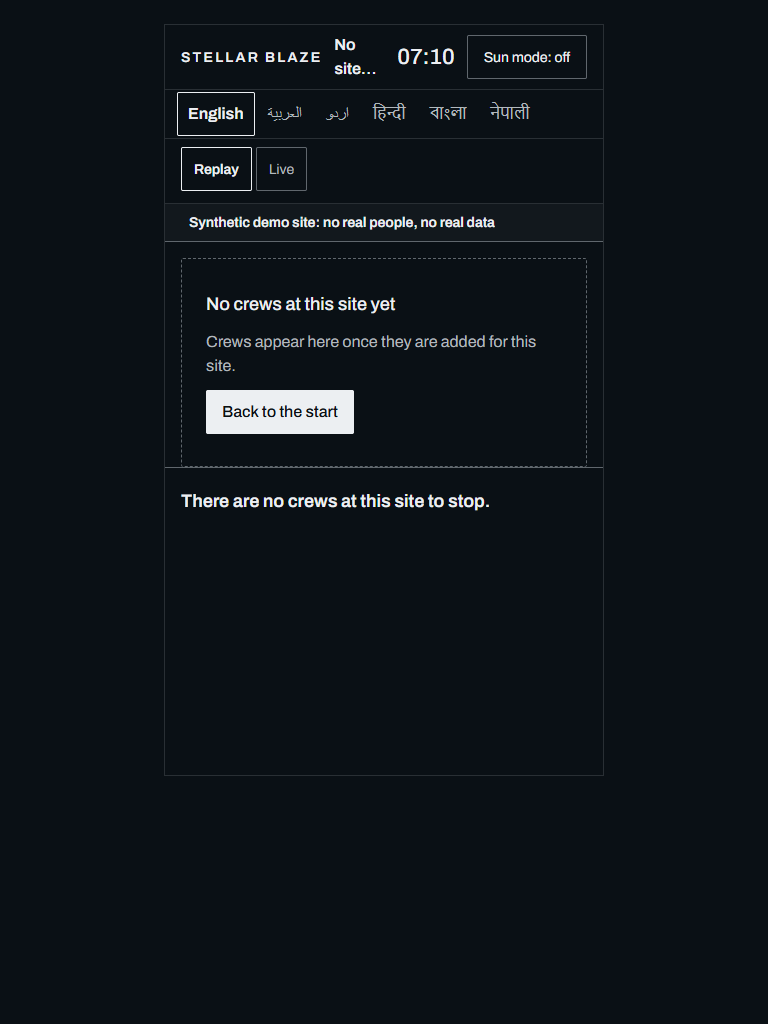 STELLAR BLAZE
No site...
07:10
Sun mode: off
English العربية اردو हिन्दी বাংলা नेपाली
Replay Live
Synthetic demo site: no real people, no real data
No crews at this site yet
Crews appear here once they are added for this
site.
Back to the start
There are no crews at this site to stop.